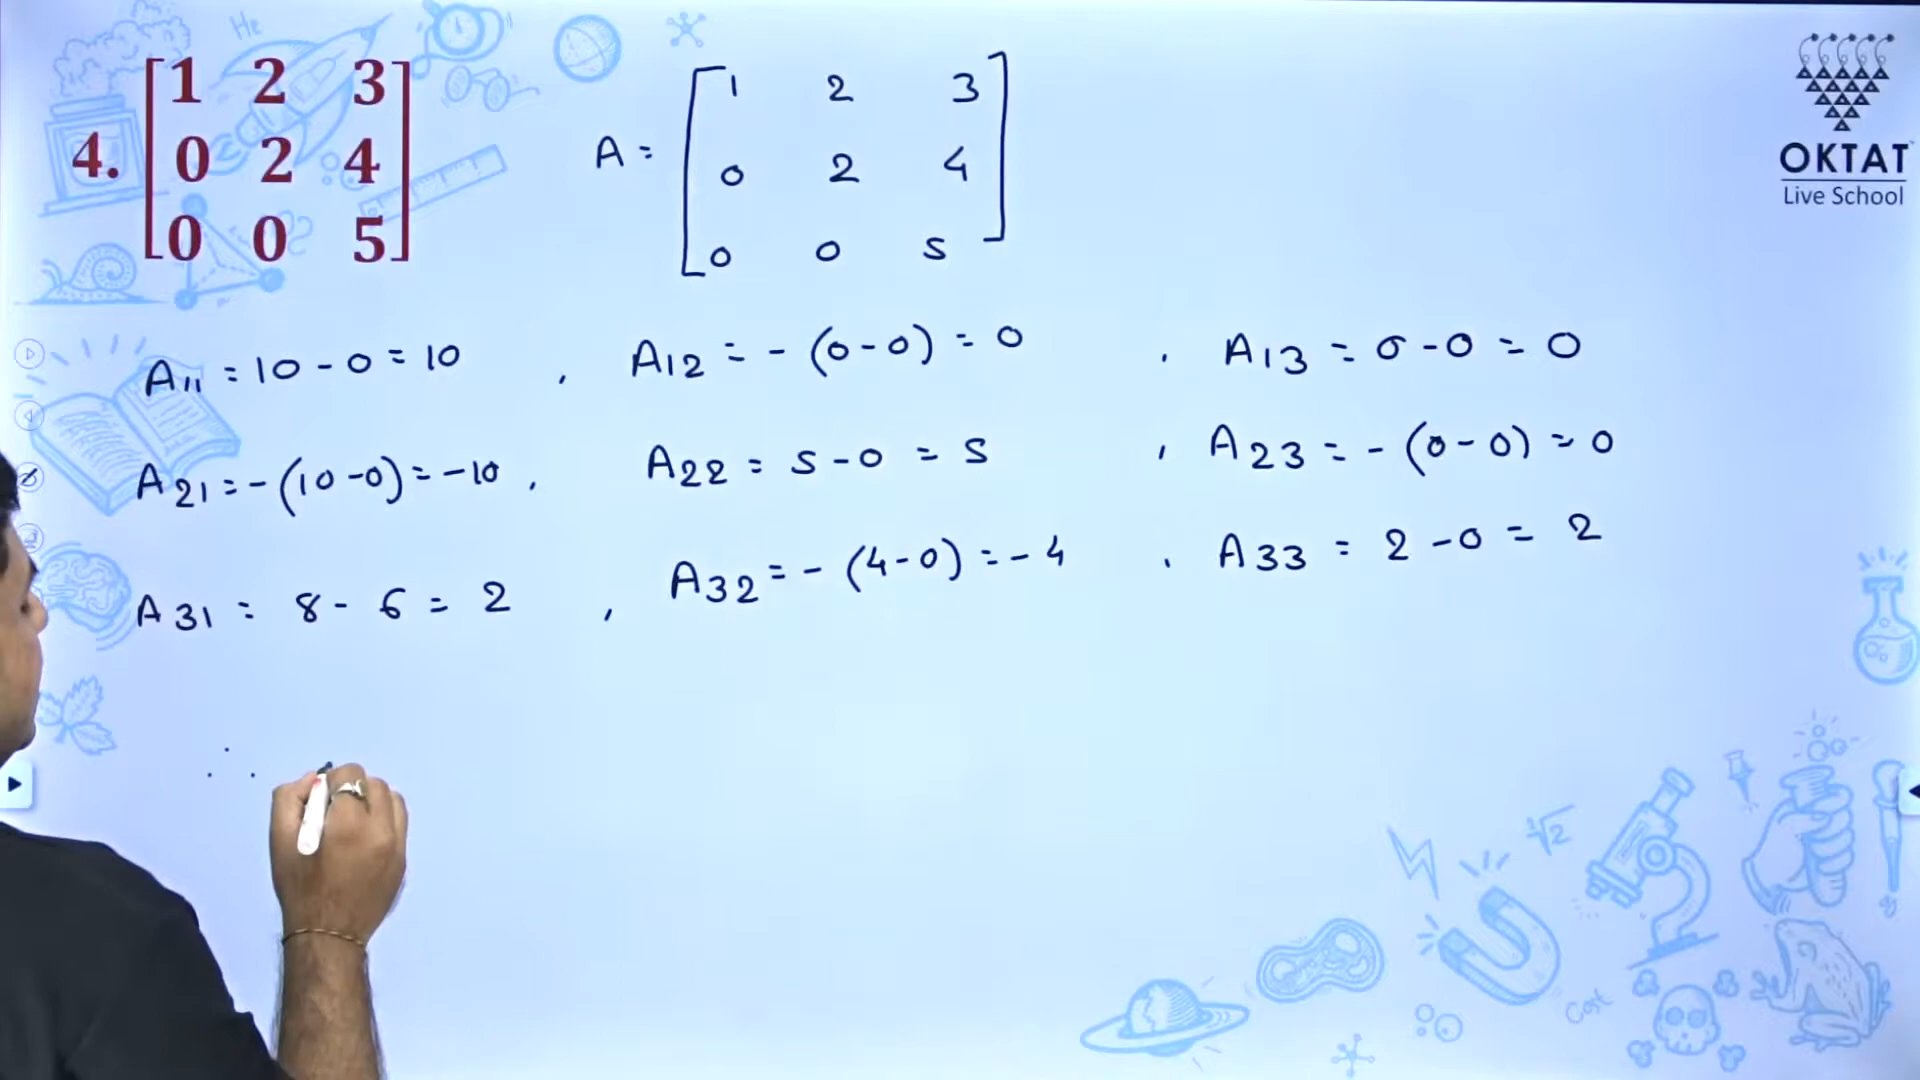 4. [1 2 3
0 2 4
0 0 5]
A = [1 2 3
0 2 4
0 0 5]
OKTAT
Live School
A11 = 10 - 0 = 10 , A12 = - (0-0) = 0 , A13 = 0 - 0 = 0
A21 = - (10-0) = -10 , A22 = 5 - 0 = 5 , A23 = - (0-0) = 0
A31 = 8 - 6 = 2 , A32 = - (4-0) = -4 , A33 = 2 - 0 = 2
∴
He
√2
Cost